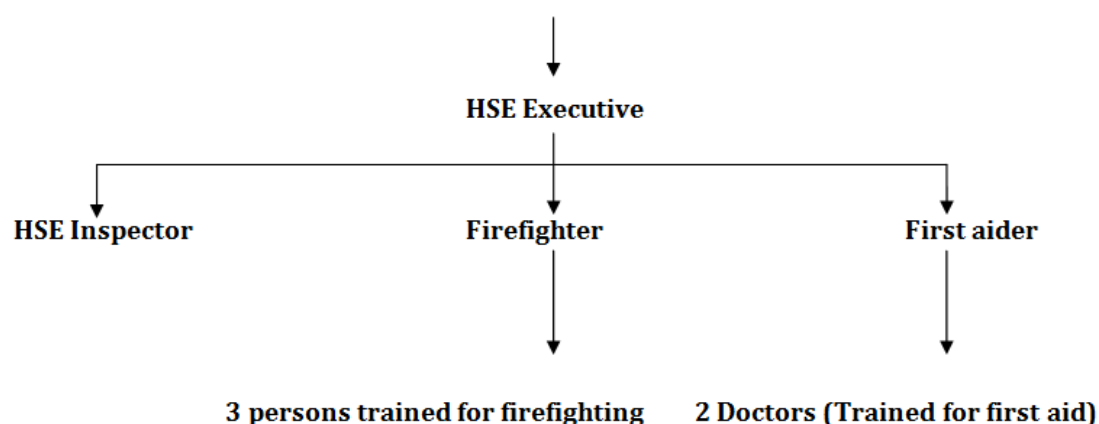 HSE Executive
HSE Inspector Firefighter First aider
3 persons trained for firefighting 2 Doctors (Trained for first aid)